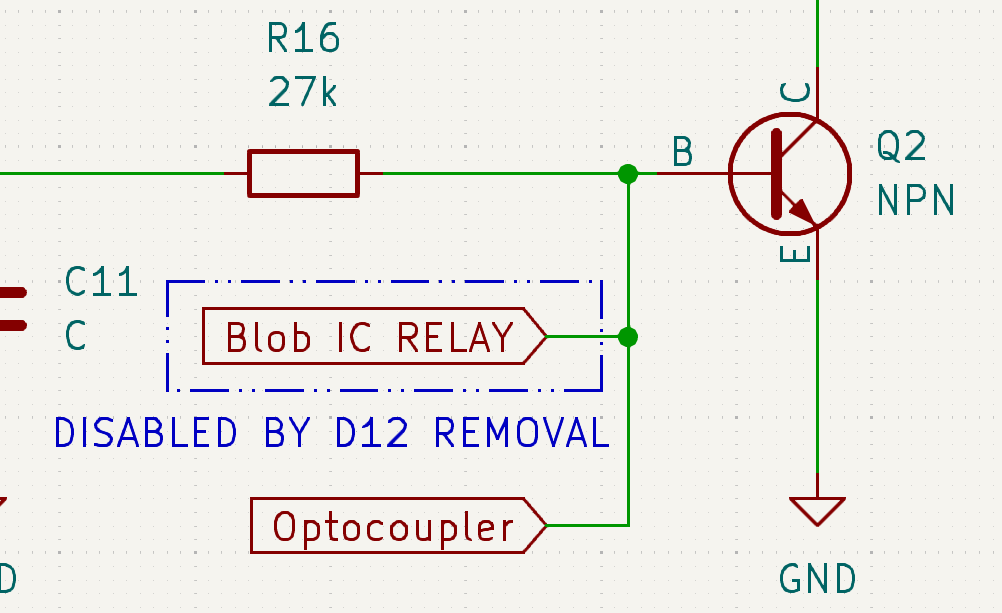 R16
27k
C
B
Q2
NPN
E
C11
C
Blob IC RELAY
DISABLED BY D12 REMOVAL
Optocoupler
D
GND